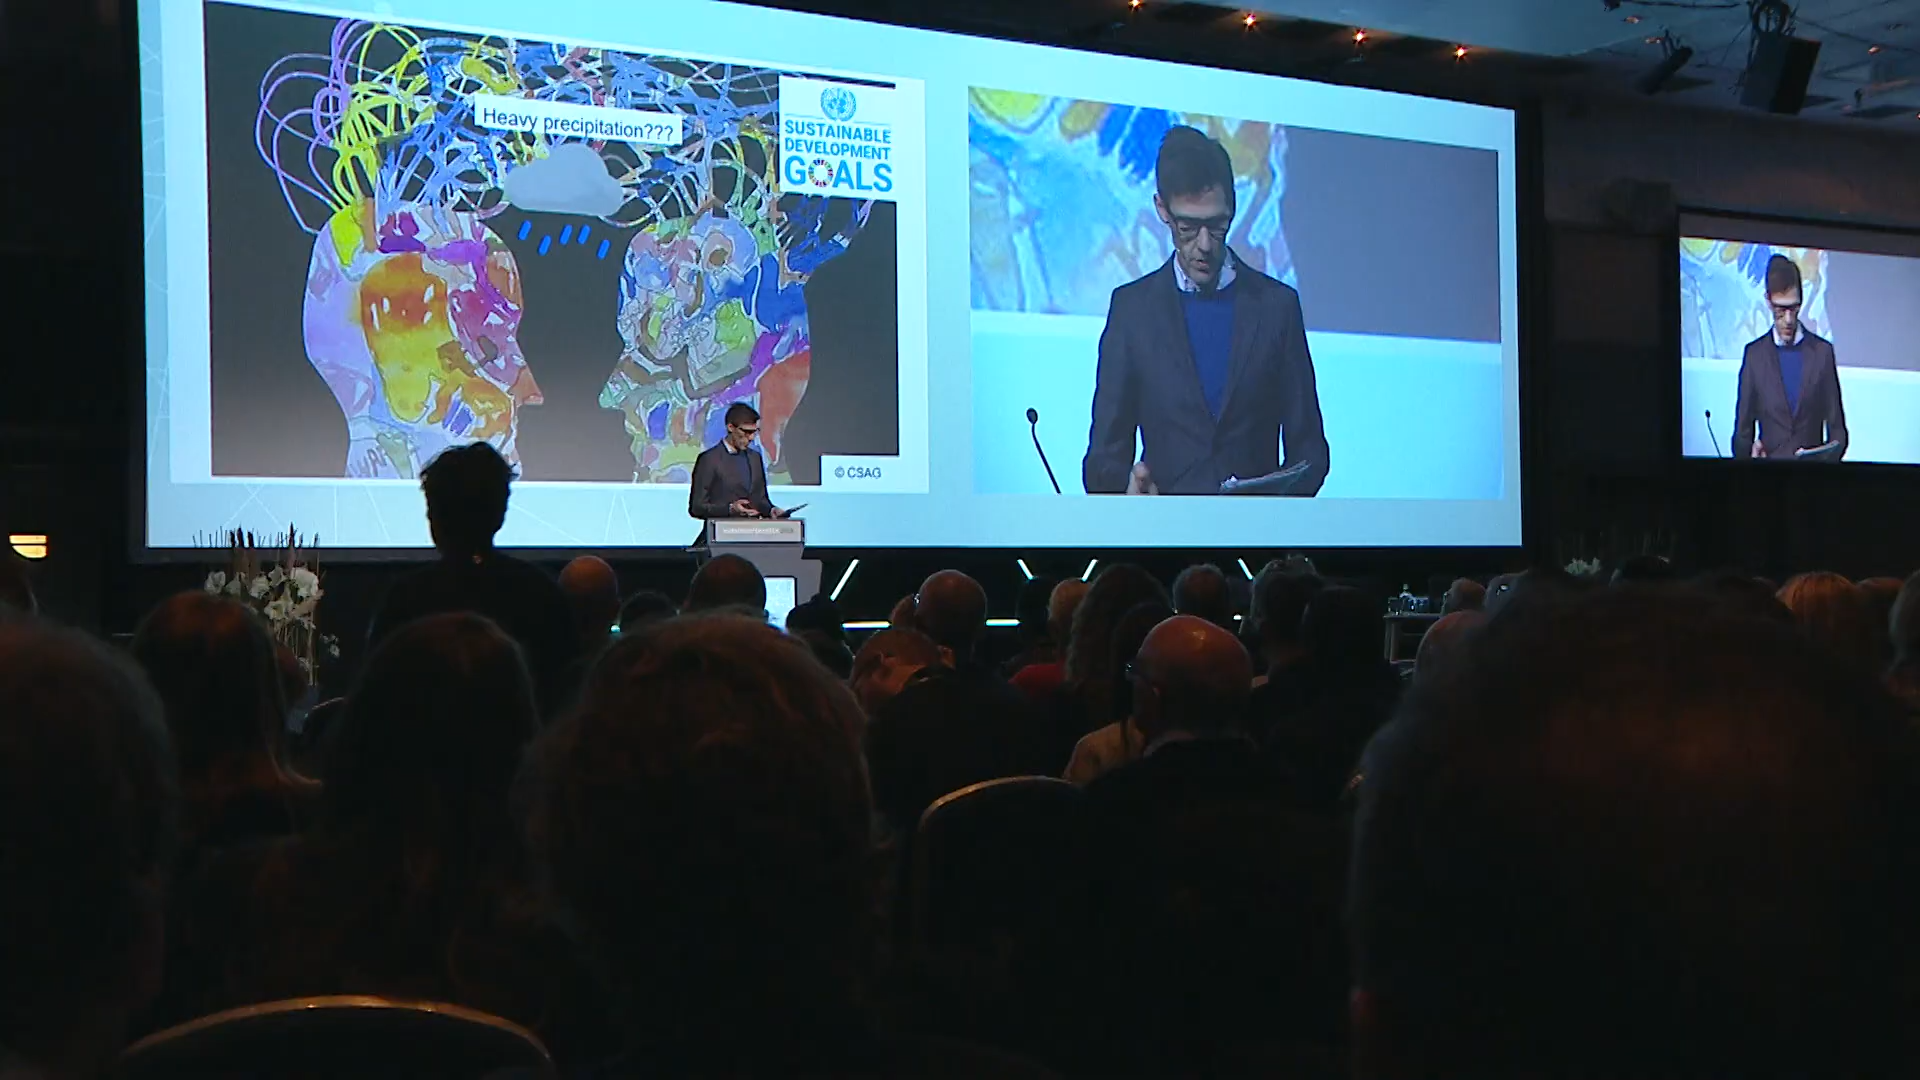 Heavy precipitation???
SUSTAINABLE
DEVELOPMENT
GOALS
© CSAG